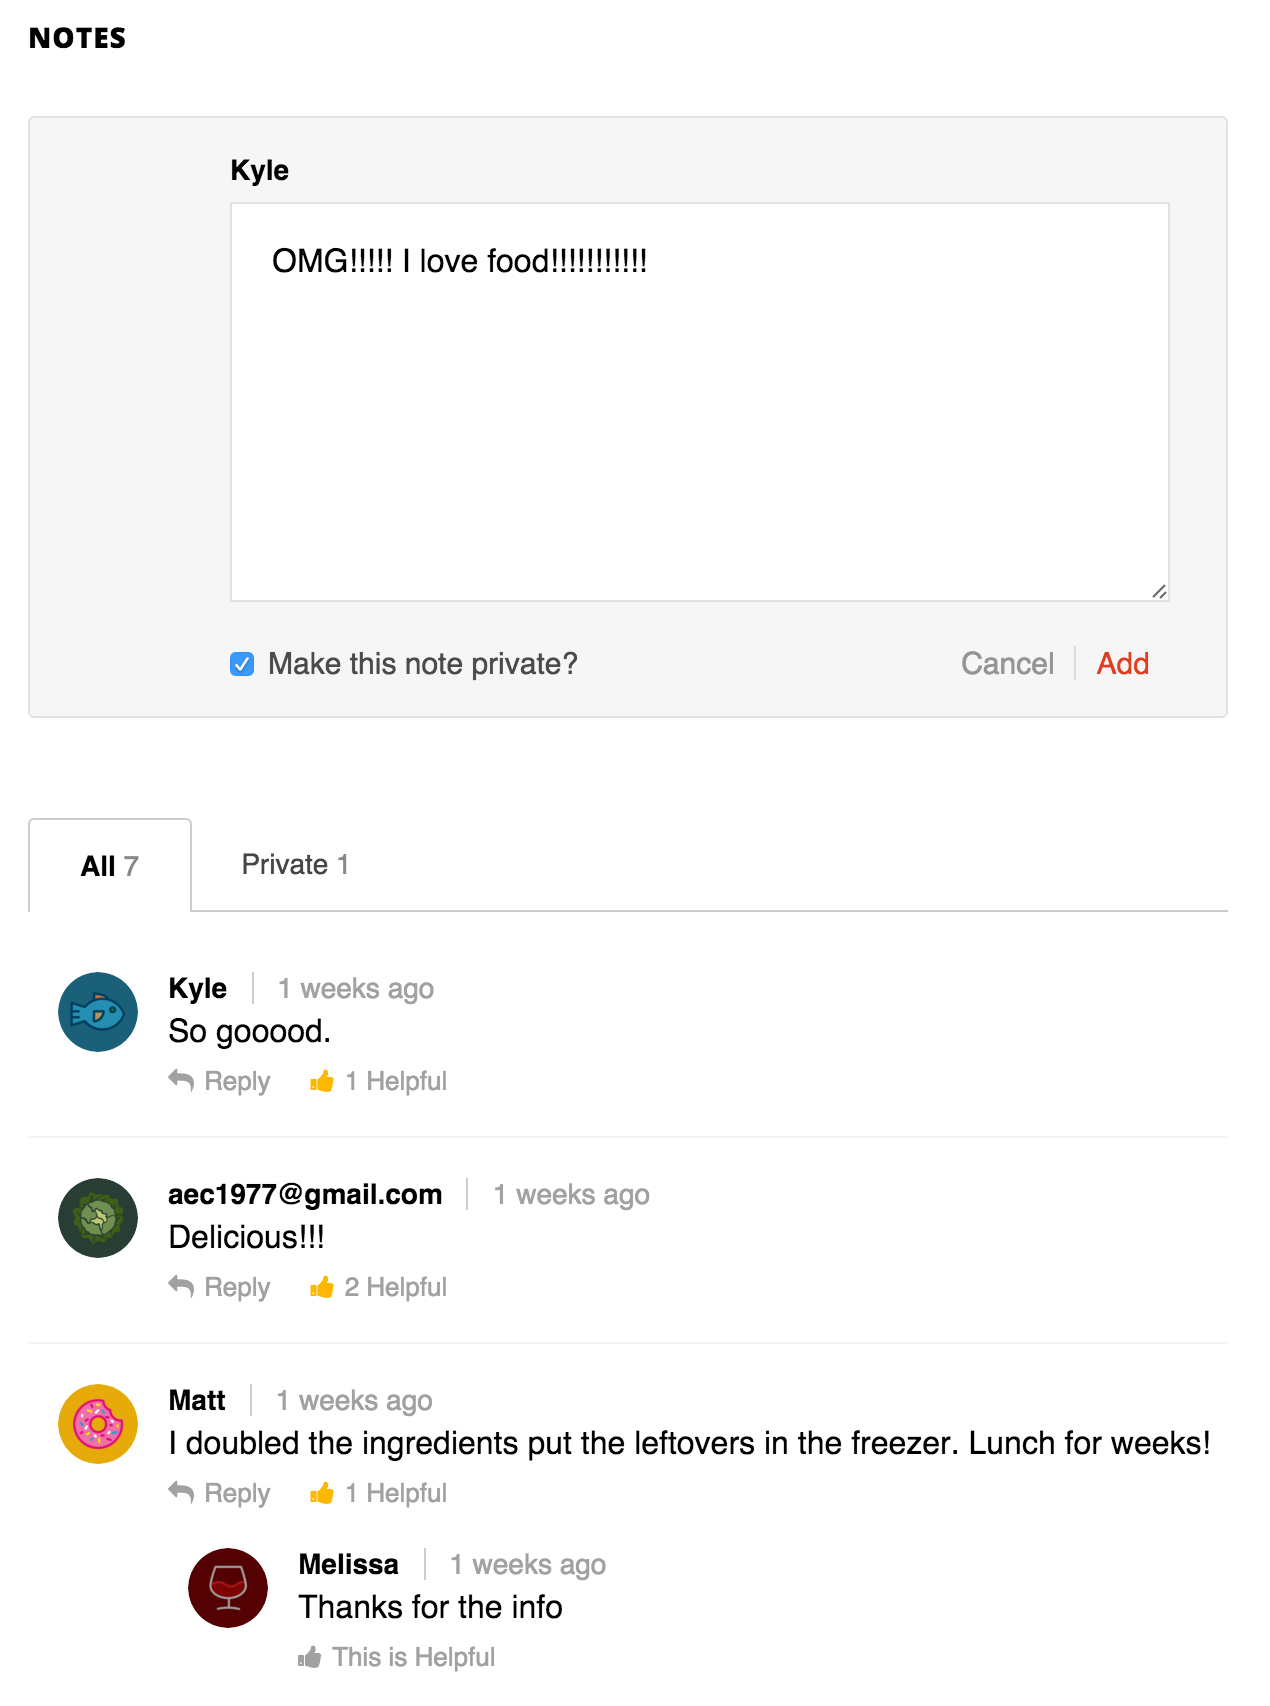 NOTES
Kyle
OMG!!!!! I love food!!!!!!!!!!!
Make this note private?
Cancel Add
All 7 Private 1
Kyle 1 weeks ago
So gooood.
Reply 1 Helpful
aec1977@gmail.com 1 weeks ago
Delicious!!!
Reply 2 Helpful
Matt 1 weeks ago
I doubled the ingredients put the leftovers in the freezer. Lunch for weeks!
Reply 1 Helpful
Melissa 1 weeks ago
Thanks for the info
This is Helpful